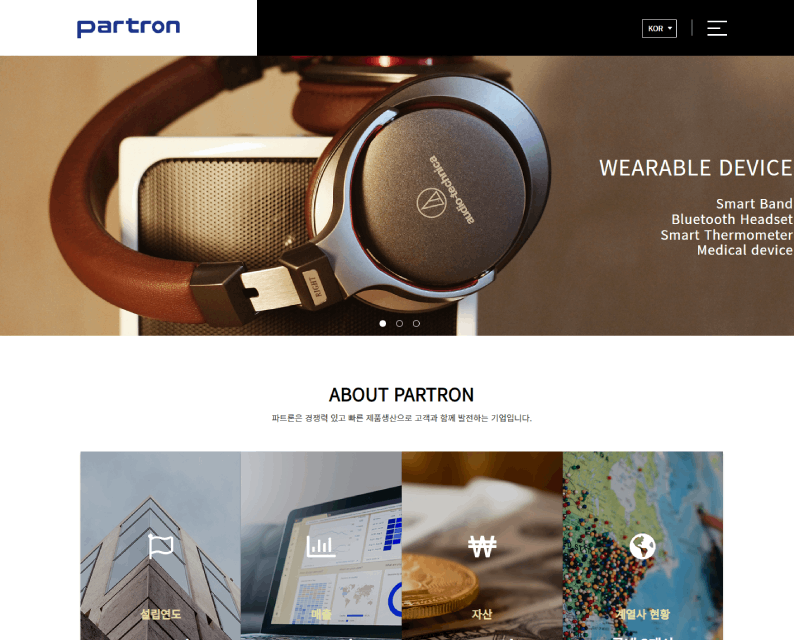 partron
KOR
audio-technica
RIGHT
WEARABLE DEVICE
Smart Band
Bluetooth Headset
Smart Thermometer
Medical device
ABOUT PARTRON
파트론은 경쟁력 있고 빠른 제품생산으로 고객과 함께 발전하는 기업입니다.
설립연도
매출
자산
계열사 현황